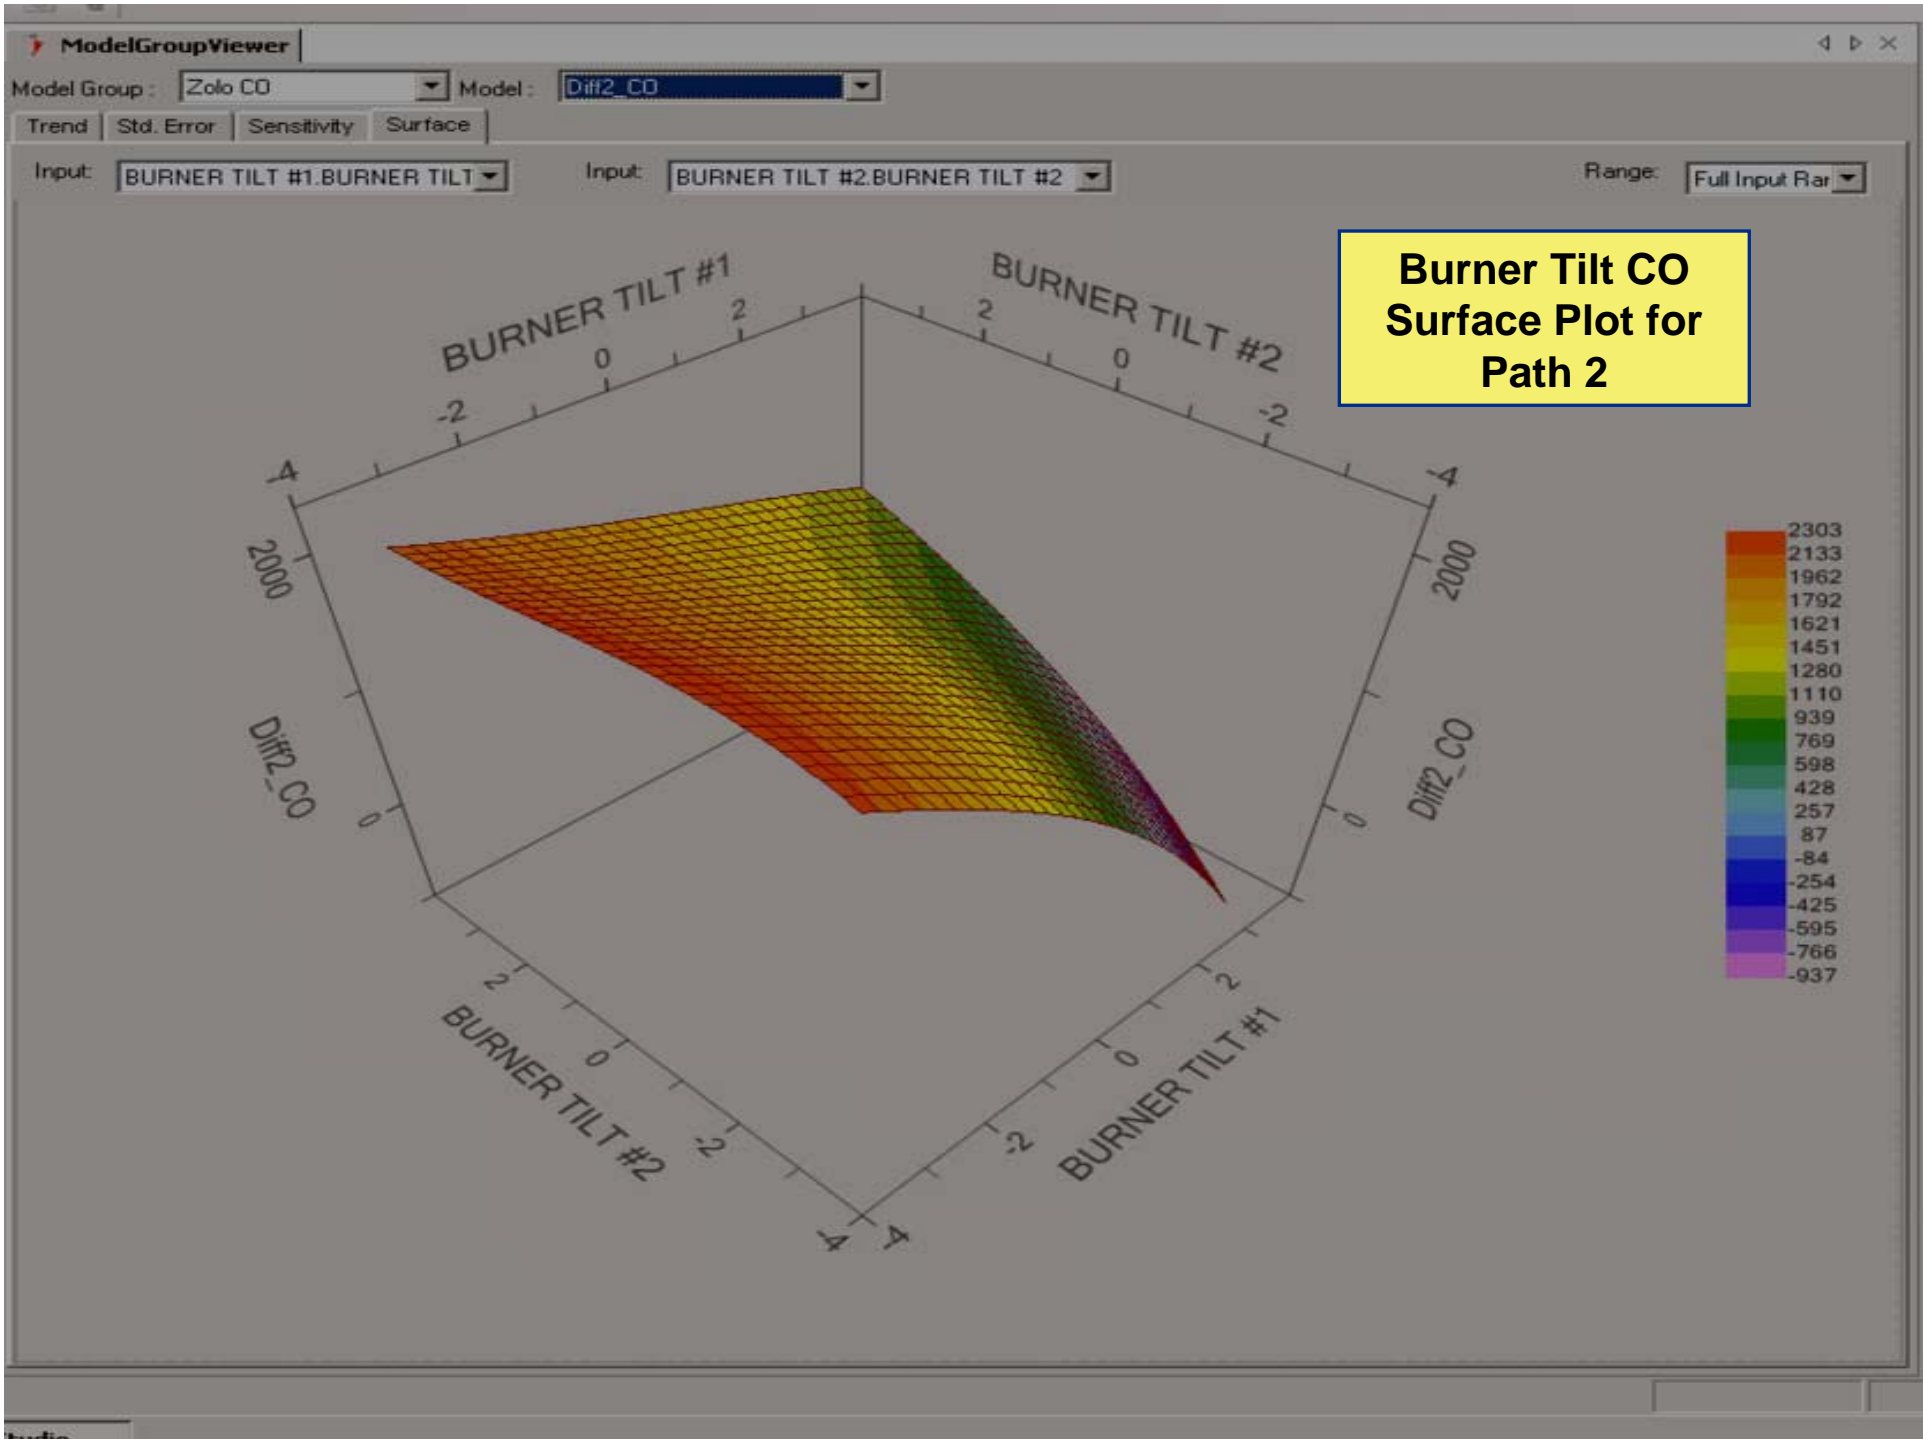 ModelGroupViewer
Model Group : Zolo CO Model : Diff2_CO
Trend Std. Error Sensitivity Surface
Input: BURNER TILT #1.BURNER TILT Input: BURNER TILT #2.BURNER TILT #2 Range: Full Input Rar
Burner Tilt CO
Surface Plot for
Path 2
BURNER TILT #1
-4 -2 0 2
BURNER TILT #2
2 0 -2 -4
2000 0
Diff2_CO
2000 0
Diff2_CO
2 0 -2 -4
BURNER TILT #2
-4 -2 0 2
BURNER TILT #1
2303
2133
1962
1792
1621
1451
1280
1110
939
769
598
428
257
87
-84
-254
-425
-595
-766
-937